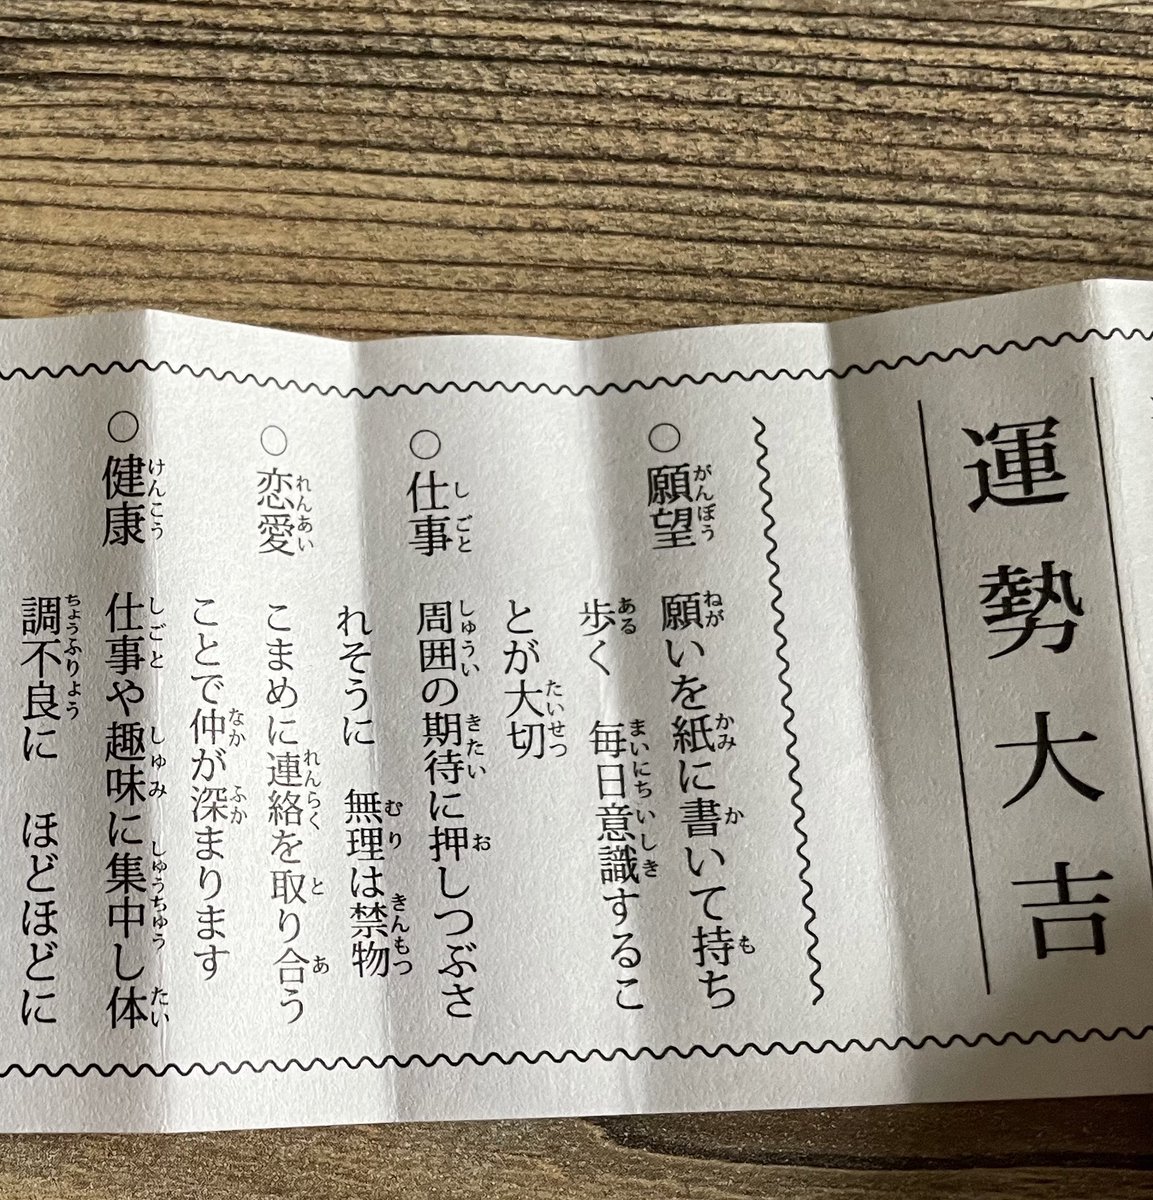 運勢大吉
○願望 願いを紙に書いて持ち
歩く 毎日意識するこ
とが大切
○仕事 周囲の期待に押しつぶさ
れそうに 無理は禁物
○恋愛 こまめに連絡を取り合う
ことで仲が深まります
○健康 仕事や趣味に集中し体
調不良に ほどほどに